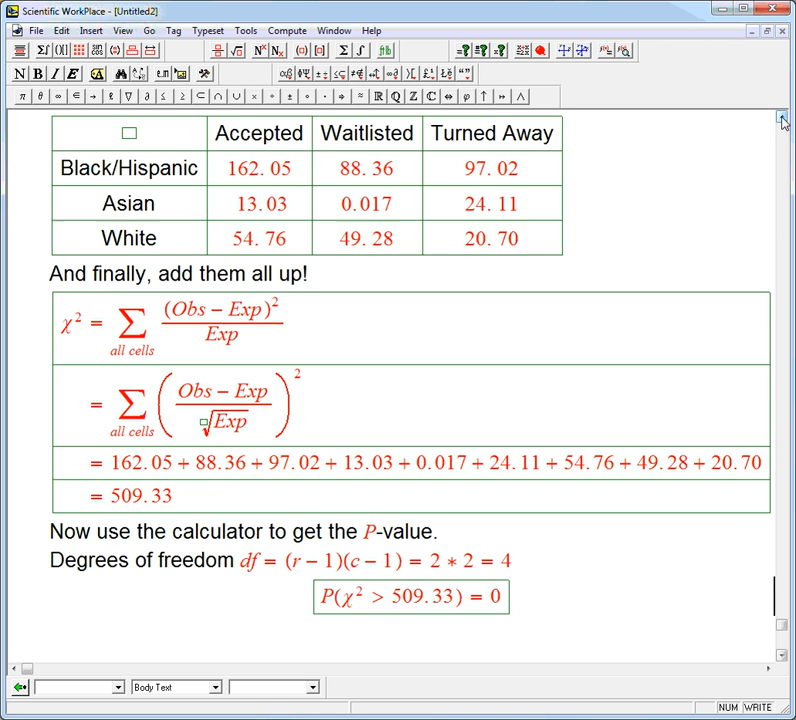 Scientific WorkPlace - [Untitled2]
File Edit Insert View Go Tag Typeset Tools Compute Window Help
N B I E
π θ ∞ ∈ → ℓ ∇ ∂ ≤ ≥ ⊂ ∩ ∪ × ÷ ± ∘ · * ⇒ ≈ ℝ ℚ ℤ ℂ ⇔ φ ↑ ↦ ∧
Accepted Waitlisted Turned Away
Black/Hispanic 162.05 88.36 97.02
Asian 13.03 0.017 24.11
White 54.76 49.28 20.70
And finally, add them all up!
χ² = ∑ all cells (Obs − Exp)² / Exp
= ∑ all cells ( (Obs − Exp) / √Exp )²
= 162.05 + 88.36 + 97.02 + 13.03 + 0.017 + 24.11 + 54.76 + 49.28 + 20.70
= 509.33
Now use the calculator to get the P-value.
Degrees of freedom df = (r − 1)(c − 1) = 2 * 2 = 4
P(χ² > 509.33) = 0
Body Text
NUM WRITE